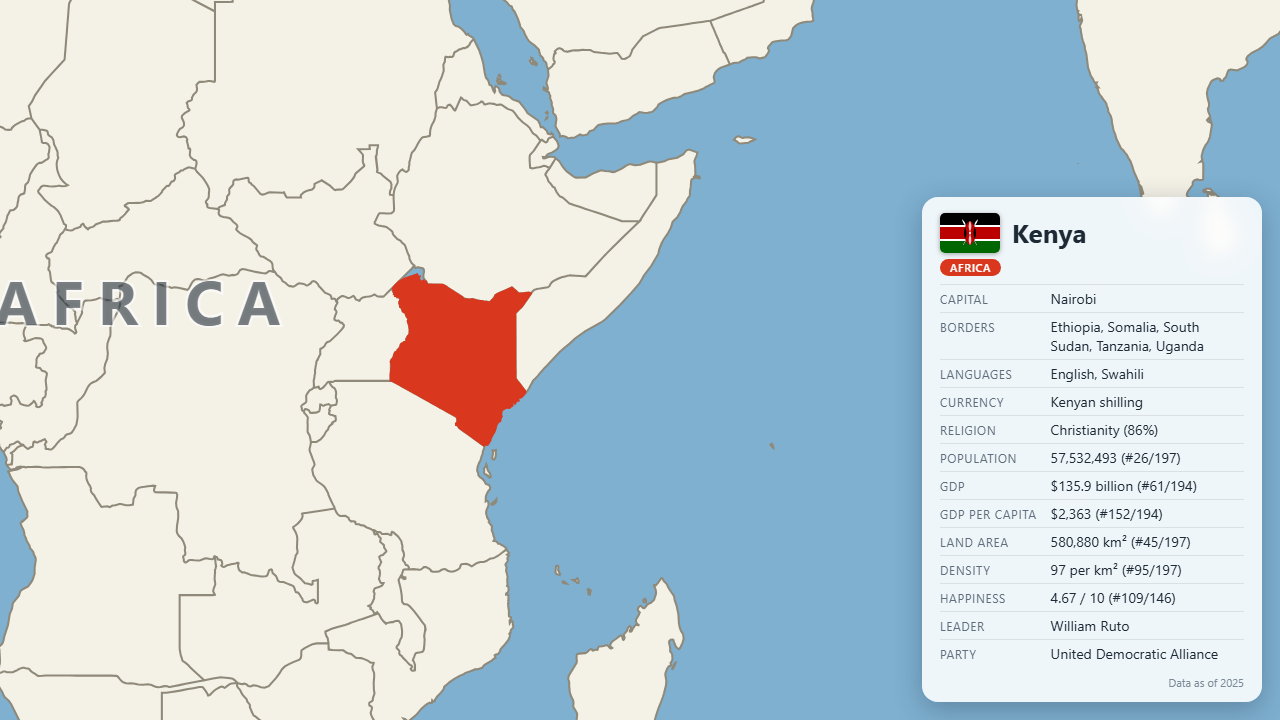 AFRICA
Kenya
AFRICA
CAPITAL Nairobi
BORDERS Ethiopia, Somalia, South
Sudan, Tanzania, Uganda
LANGUAGES English, Swahili
CURRENCY Kenyan shilling
RELIGION Christianity (86%)
POPULATION 57,532,493 (#26/197)
GDP $135.9 billion (#61/194)
GDP PER CAPITA $2,363 (#152/194)
LAND AREA 580,880 km² (#45/197)
DENSITY 97 per km² (#95/197)
HAPPINESS 4.67 / 10 (#109/146)
LEADER William Ruto
PARTY United Democratic Alliance
Data as of 2025